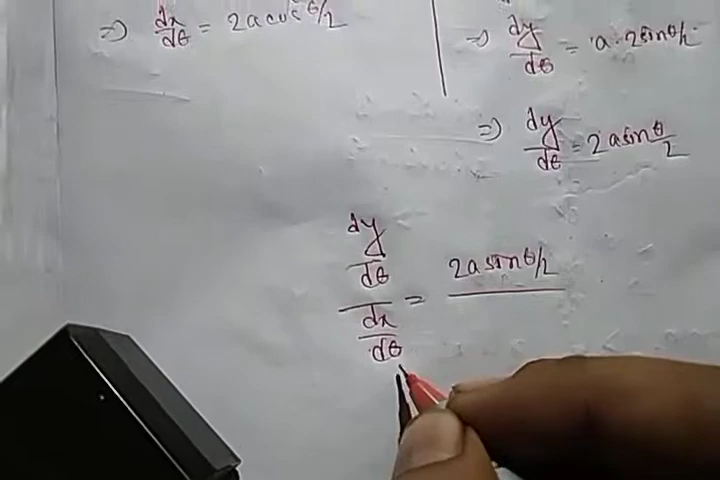 ⇒ dx/dθ = 2a cos² θ/2
⇒ dy/dθ = a · 2 sin θ/2
⇒ dy/dθ = 2a sin θ/2
dy/dθ / dx/dθ = 2a sin θ/2